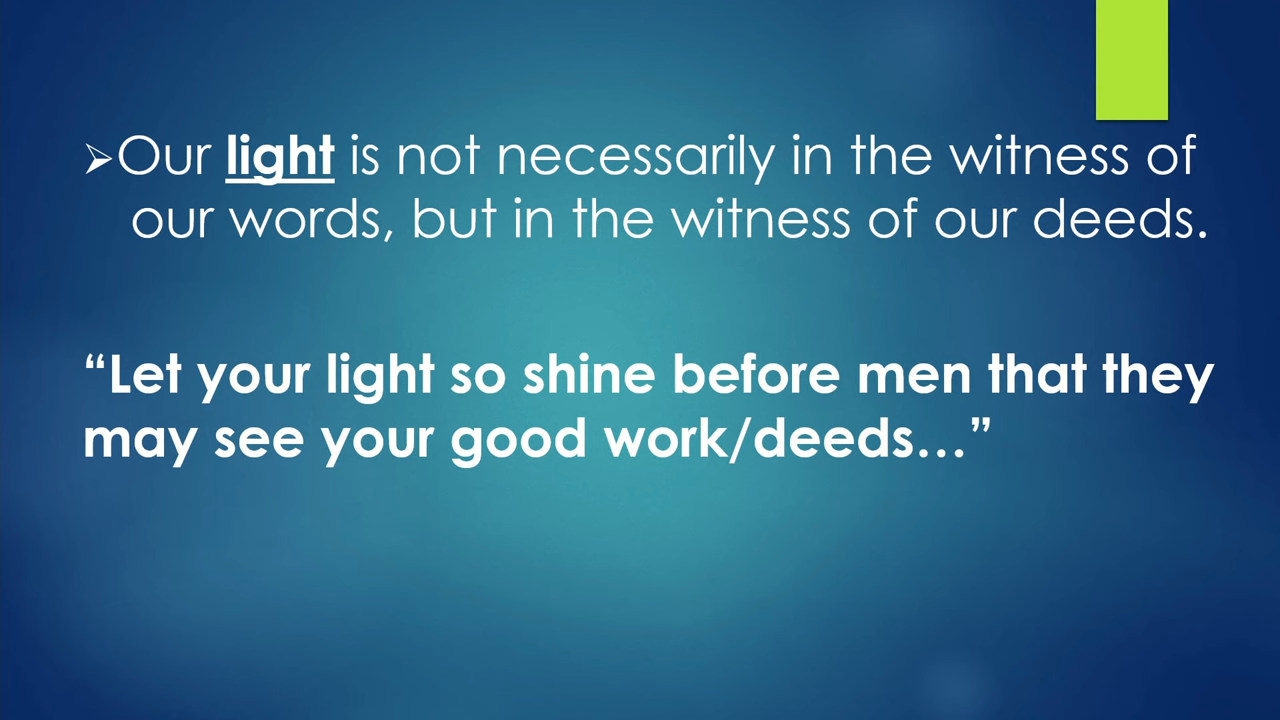 ➢Our light is not necessarily in the witness of
our words, but in the witness of our deeds.
“Let your light so shine before men that they
may see your good work/deeds…”